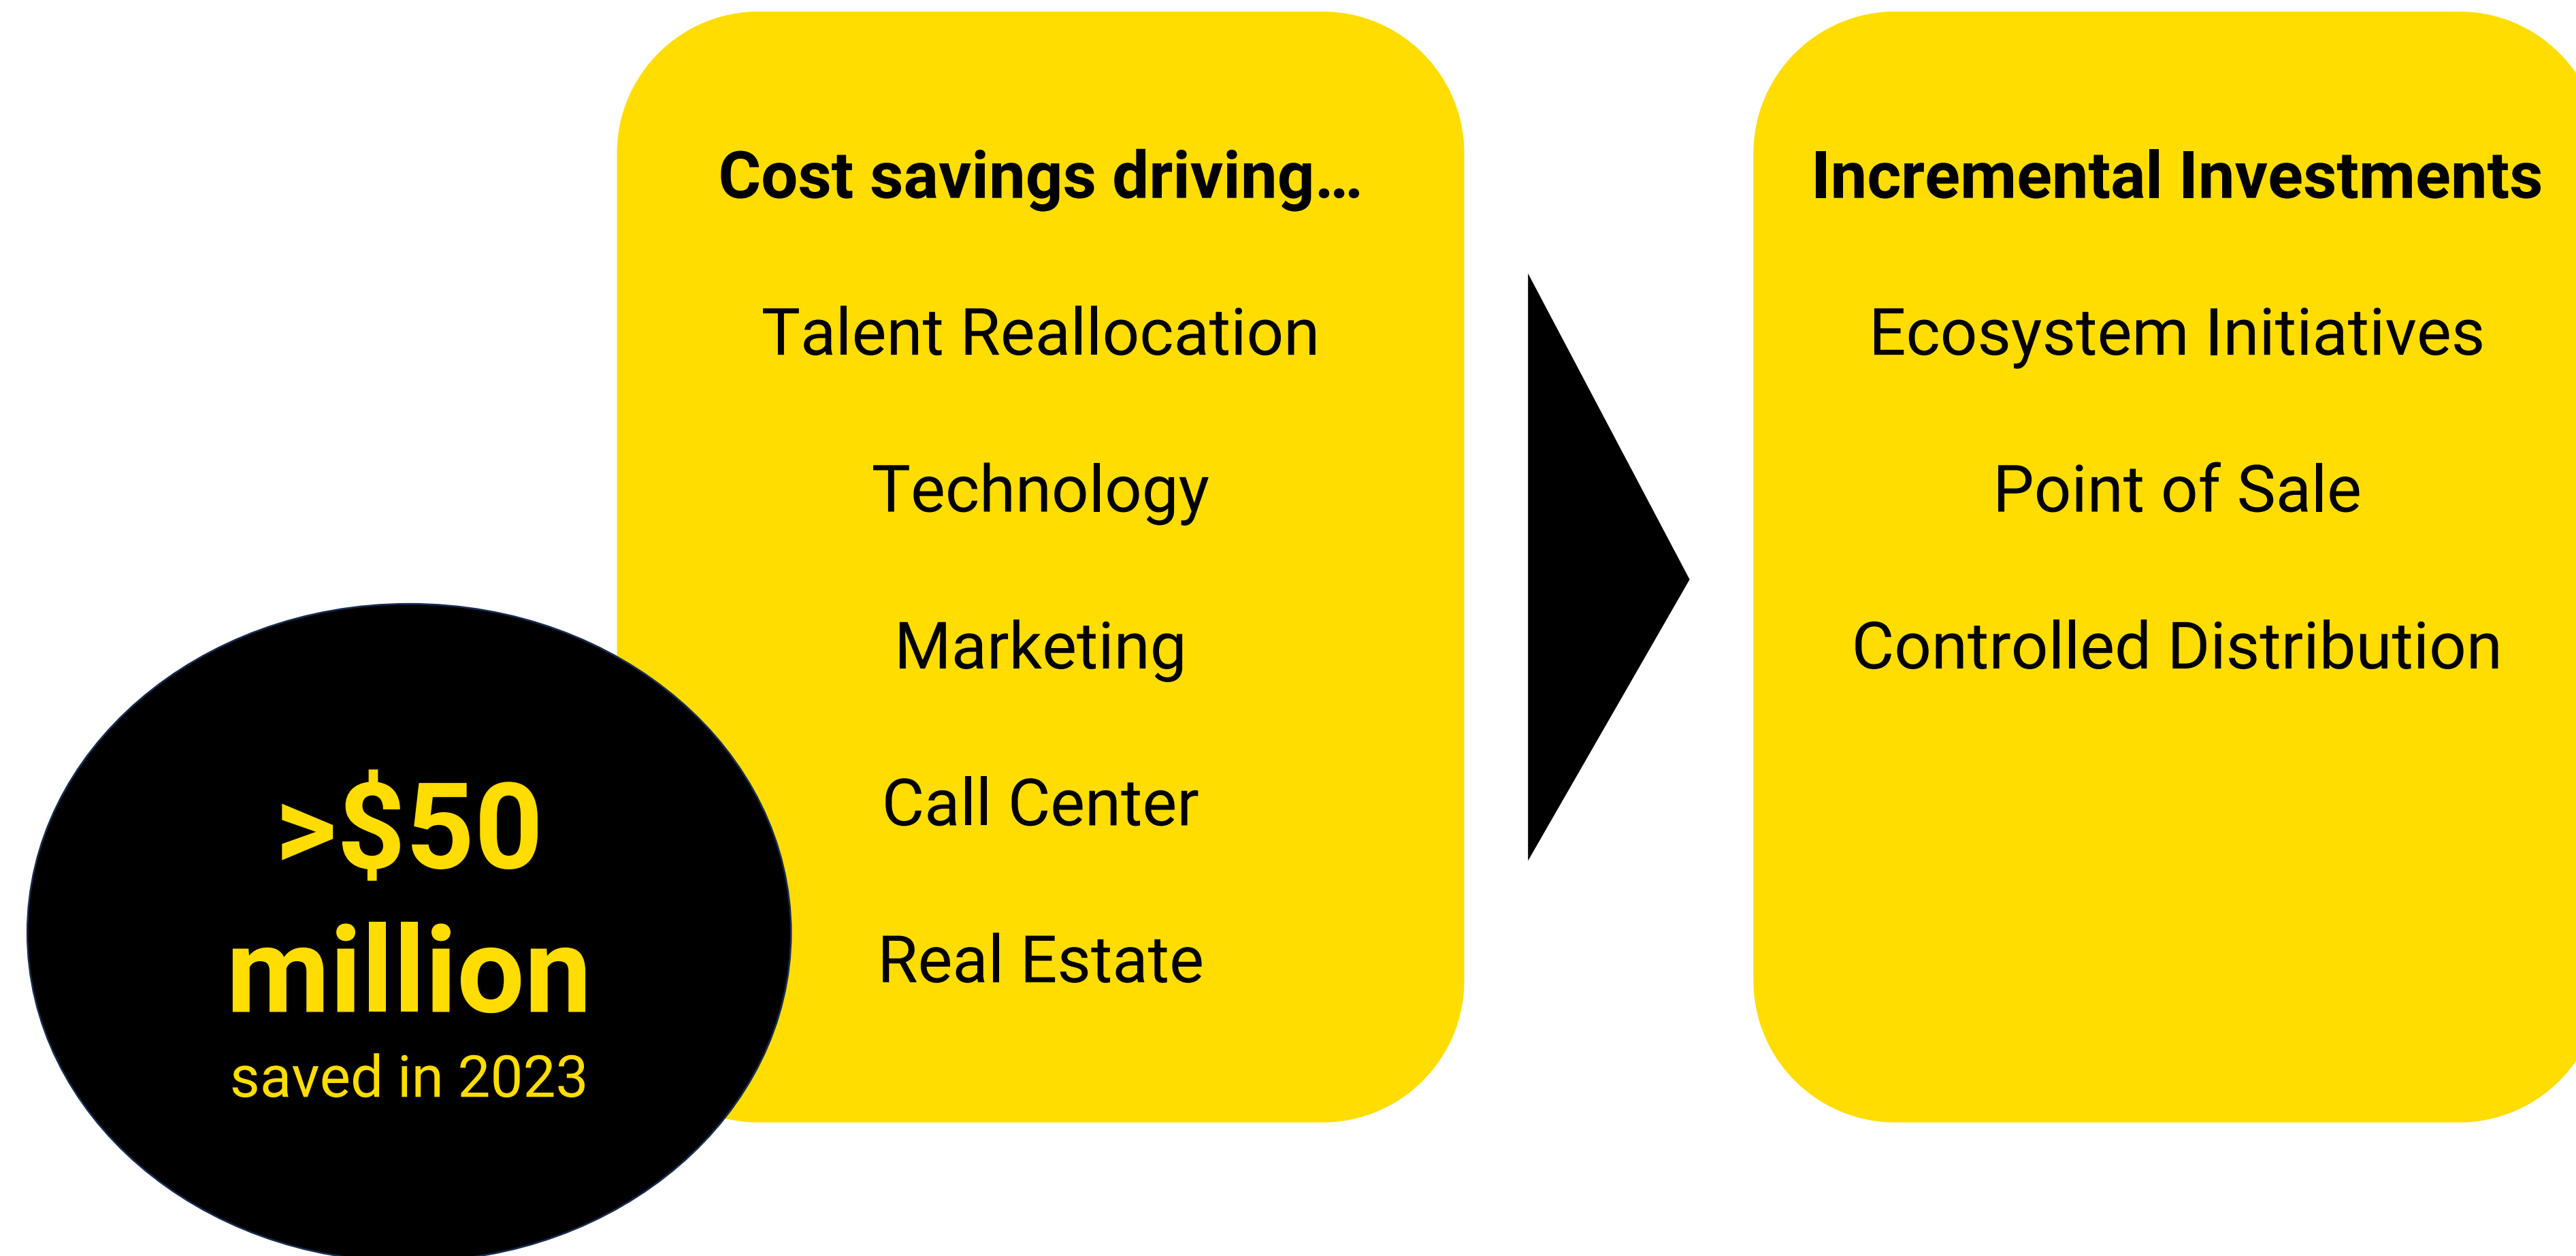 Cost savings driving…
Talent Reallocation
Technology
Marketing
Call Center
Real Estate
>$50
million
saved in 2023
Incremental Investments
Ecosystem Initiatives
Point of Sale
Controlled Distribution